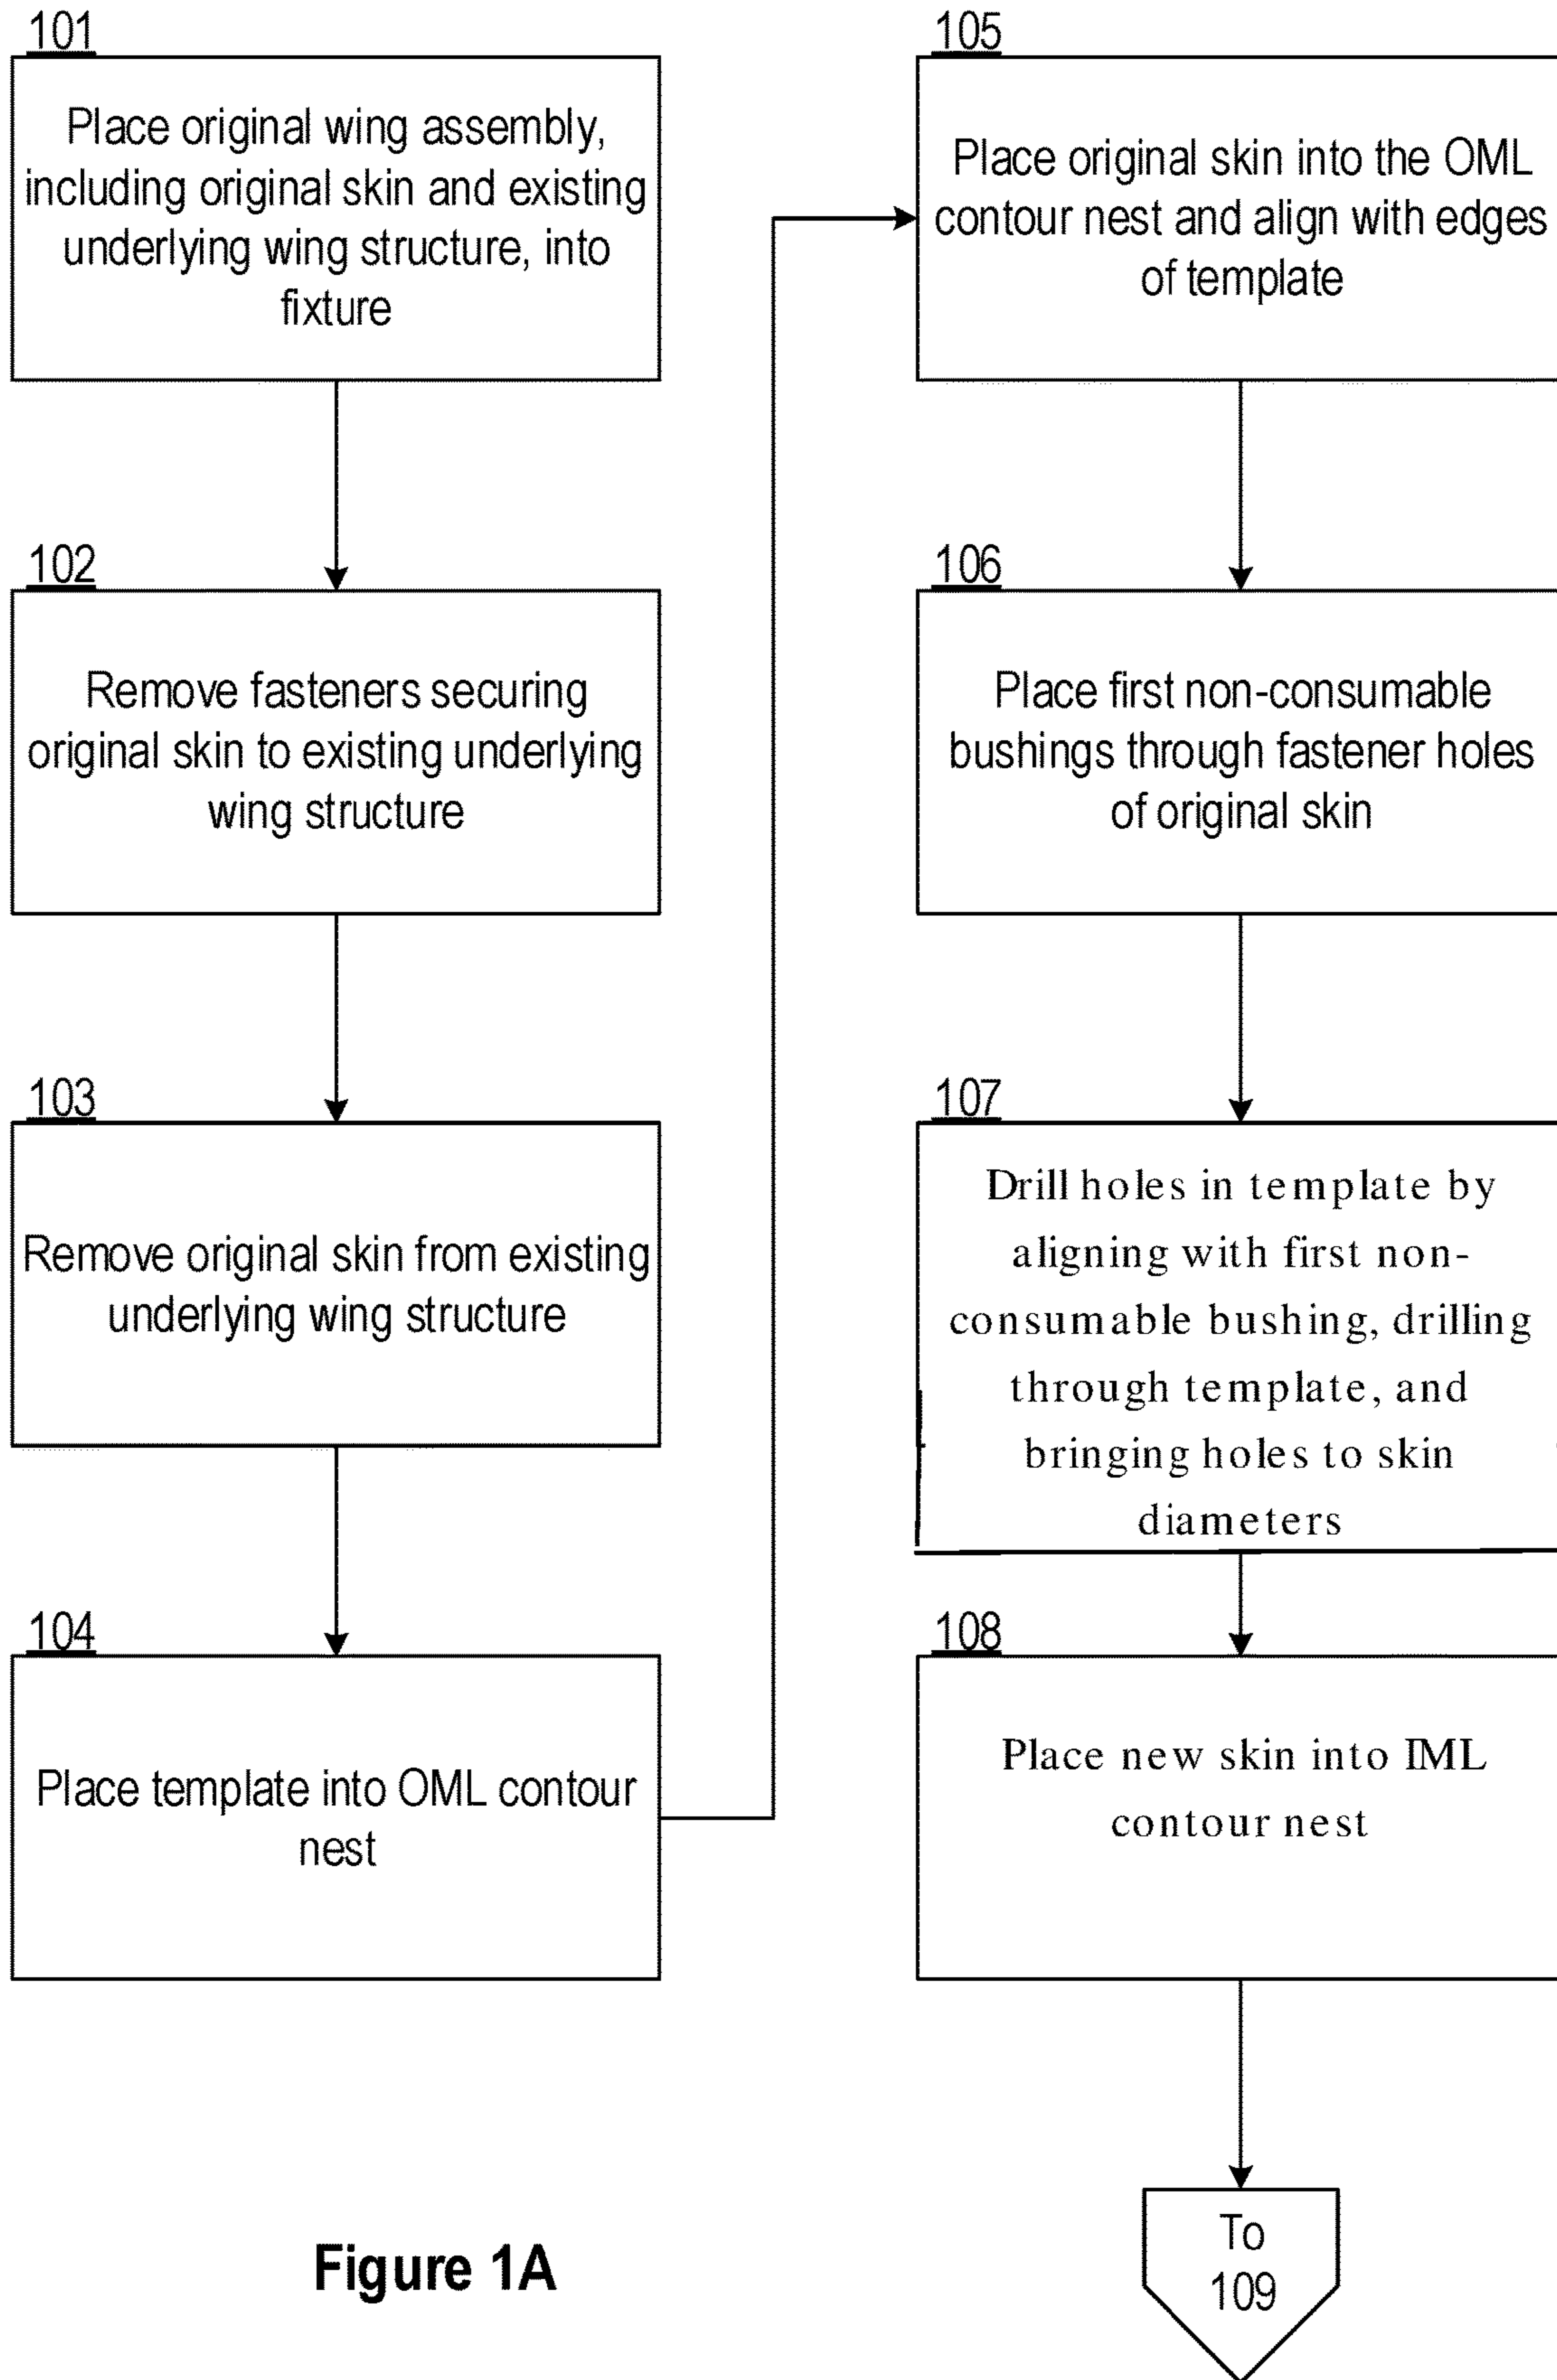 101
Place original wing assembly,
including original skin and existing
underlying wing structure, into
fixture
102
Remove fasteners securing
original skin to existing underlying
wing structure
103
Remove original skin from existing
underlying wing structure
104
Place template into OML contour
nest
105
Place original skin into the OML
contour nest and align with edges
of template
106
Place first non-consumable
bushings through fastener holes
of original skin
107
Drill holes in template by
aligning with first non-
consumable bushing, drilling
through template, and
bringing holes to skin
diameters
108
Place new skin into IML
contour nest
To
109
Figure 1A